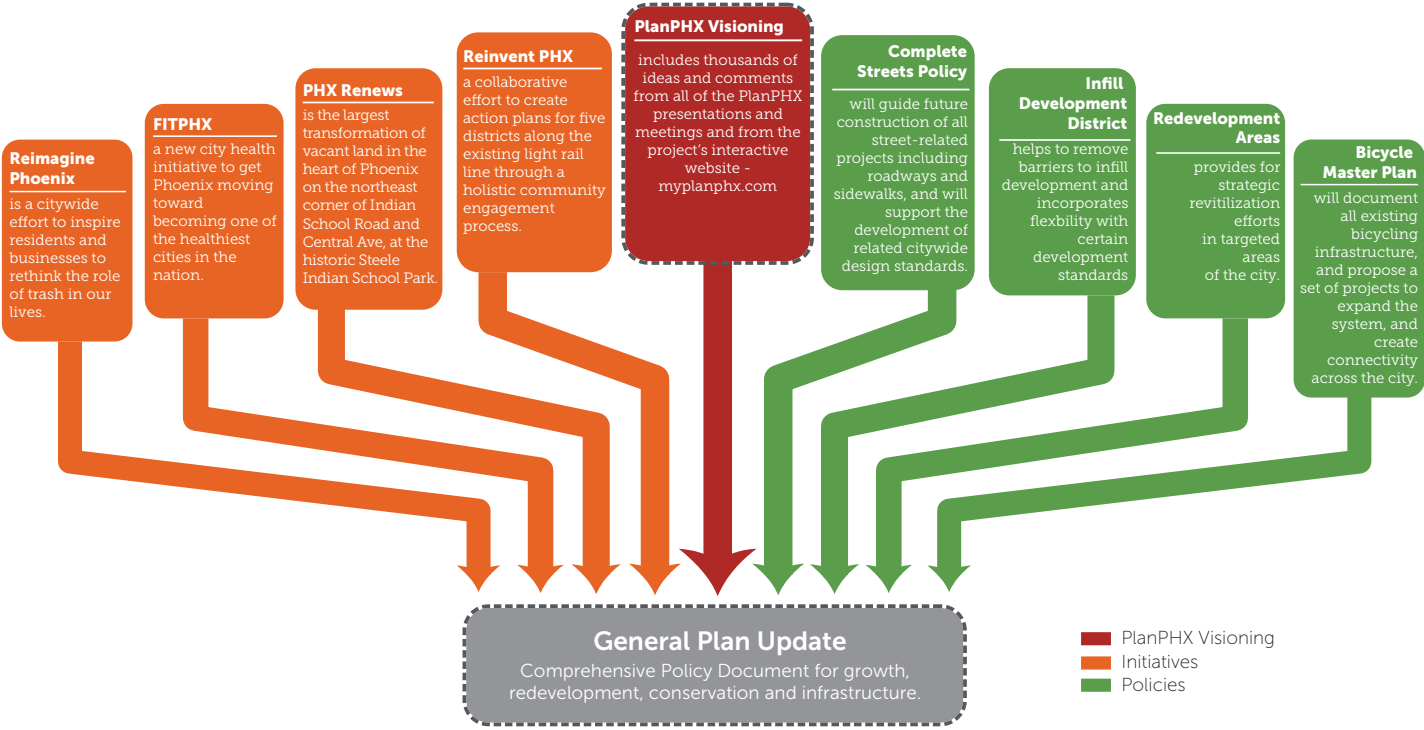 Reimagine
Phoenix
is a citywide
effort to inspire
residents and
businesses to
rethink the role
of trash in our
lives.
FITPHX
a new city health
initiative to get
Phoenix moving
toward
becoming one of
the healthiest
cities in the
nation.
PHX Renews
is the largest
transformation of
vacant land in the
heart of Phoenix
on the northeast
corner of Indian
School Road and
Central Ave, at the
historic Steele
Indian School Park.
Reinvent PHX
a collaborative
effort to create
action plans for five
districts along the
existing light rail
line through a
holistic community
engagement
process.
PlanPHX Visioning
includes thousands of
ideas and comments
from all of the PlanPHX
presentations and
meetings and from the
project's interactive
website -
myplanphx.com
Complete
Streets Policy
will guide future
construction of all
street-related
projects including
roadways and
sidewalks, and will
support the
development of
related citywide
design standards.
Infill
Development
District
helps to remove
barriers to infill
development and
incorporates
flexbility with
certain
development
standards
Redevelopment
Areas
provides for
strategic
revitilization
efforts
in targeted
areas
of the city.
Bicycle
Master Plan
will document
all existing
bicycling
infrastructure,
and propose a
set of projects to
expand the
system, and
create
connectivity
across the city.
General Plan Update
Comprehensive Policy Document for growth,
redevelopment, conservation and infrastructure.
PlanPHX Visioning
Initiatives
Policies